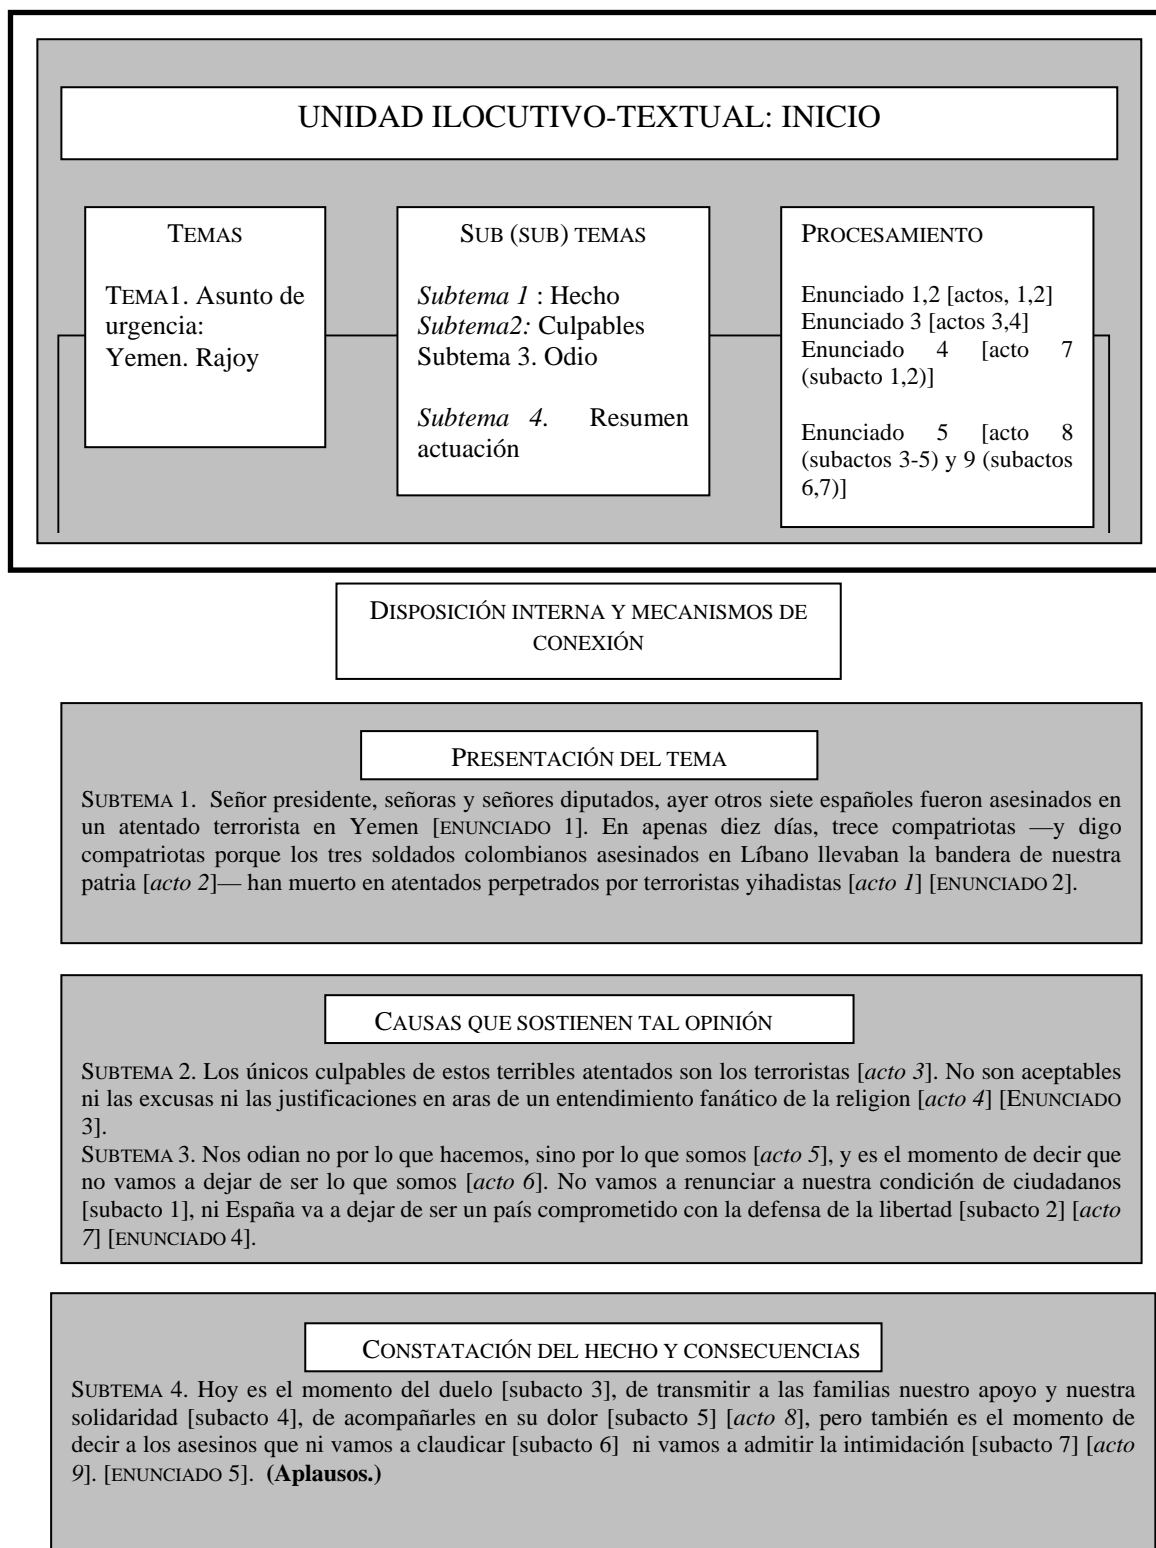 UNIDAD ILOCUTIVO-TEXTUAL: INICIO
TEMAS
TEMA1. Asunto de
urgencia:
Yemen. Rajoy
SUB (SUB) TEMAS
Subtema 1 : Hecho
Subtema2: Culpables
Subtema 3. Odio
Subtema 4. Resumen
actuación
PROCESAMIENTO
Enunciado 1,2 [actos, 1,2]
Enunciado 3 [actos 3,4]
Enunciado 4 [acto 7
(subacto 1,2)]
Enunciado 5 [acto 8
(subactos 3-5) y 9 (subactos
6,7)]
DISPOSICIÓN INTERNA Y MECANISMOS DE
CONEXIÓN
PRESENTACIÓN DEL TEMA
SUBTEMA 1. Señor presidente, señoras y señores diputados, ayer otros siete españoles fueron asesinados en
un atentado terrorista en Yemen [ENUNCIADO 1]. En apenas diez días, trece compatriotas —y digo
compatriotas porque los tres soldados colombianos asesinados en Líbano llevaban la bandera de nuestra
patria [acto 2]— han muerto en atentados perpetrados por terroristas yihadistas [acto 1] [ENUNCIADO 2].
CAUSAS QUE SOSTIENEN TAL OPINIÓN
SUBTEMA 2. Los únicos culpables de estos terribles atentados son los terroristas [acto 3]. No son aceptables
ni las excusas ni las justificaciones en aras de un entendimiento fanático de la religion [acto 4] [ENUNCIADO
3].
SUBTEMA 3. Nos odian no por lo que hacemos, sino por lo que somos [acto 5], y es el momento de decir que
no vamos a dejar de ser lo que somos [acto 6]. No vamos a renunciar a nuestra condición de ciudadanos
[subacto 1], ni España va a dejar de ser un país comprometido con la defensa de la libertad [subacto 2] [acto
7] [ENUNCIADO 4].
CONSTATACIÓN DEL HECHO Y CONSECUENCIAS
SUBTEMA 4. Hoy es el momento del duelo [subacto 3], de transmitir a las familias nuestro apoyo y nuestra
solidaridad [subacto 4], de acompañarles en su dolor [subacto 5] [acto 8], pero también es el momento de
decir a los asesinos que ni vamos a claudicar [subacto 6] ni vamos a admitir la intimidación [subacto 7] [acto
9]. [ENUNCIADO 5]. (Aplausos.)